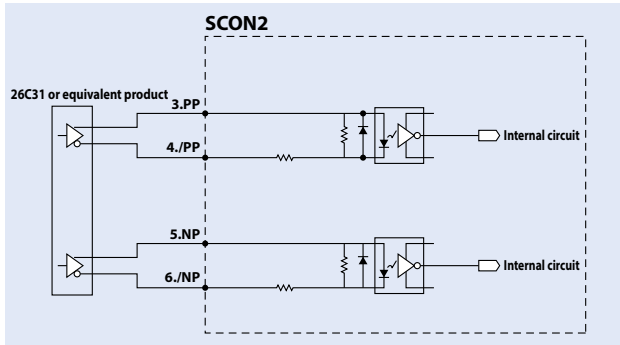 SCON2
26C31 or equivalent product
3.PP
4./PP
Internal circuit
5.NP
6./NP
Internal circuit